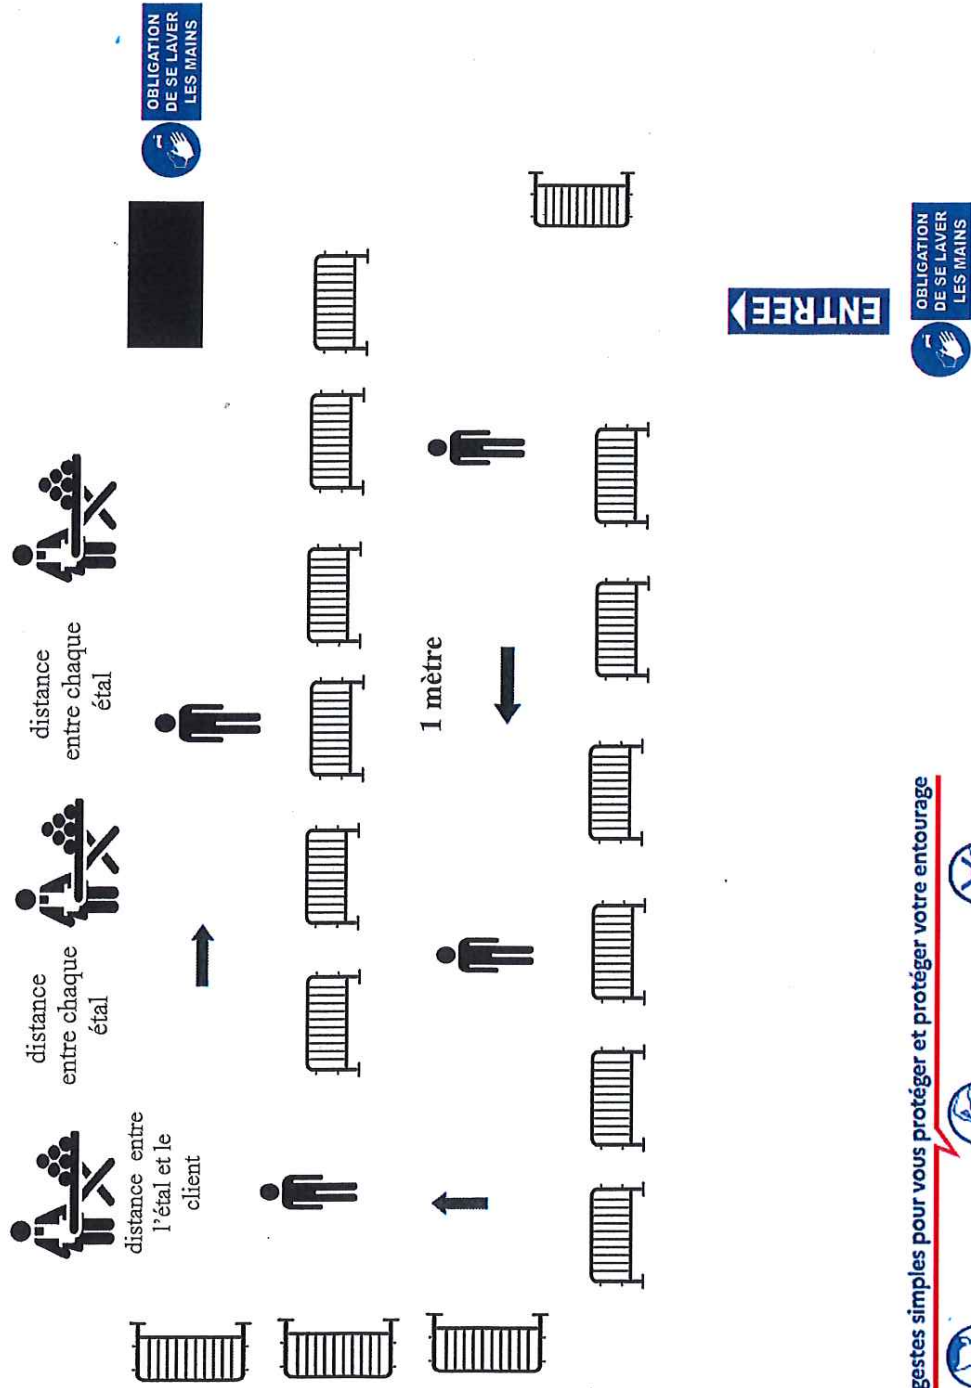 OBLIGATION
DE SE LAVER
LES MAINS
distance
entre chaque
étal
distance
entre chaque
étal
distance entre
l'étal et le
client
1 mètre
ENTREE
OBLIGATION
DE SE LAVER
LES MAINS
gestes simples pour vous protéger et protéger votre entourage